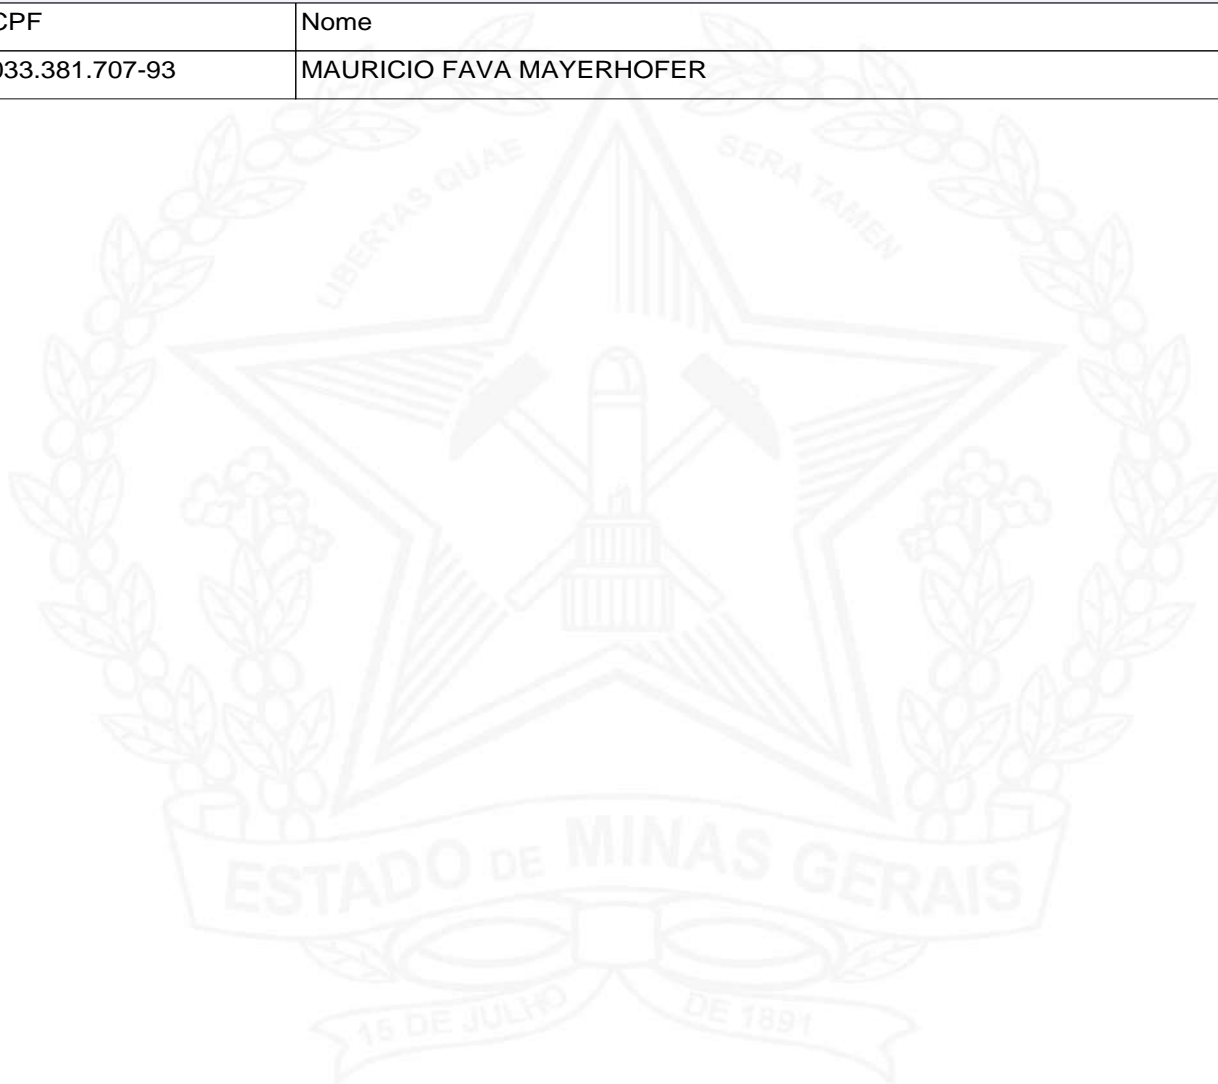 CPF Nome
033.381.707-93 MAURICIO FAVA MAYERHOFER
LIBERTAS QUAE SERA TAMEN
ESTADO DE MINAS GERAIS
15 DE JULHO DE 1891